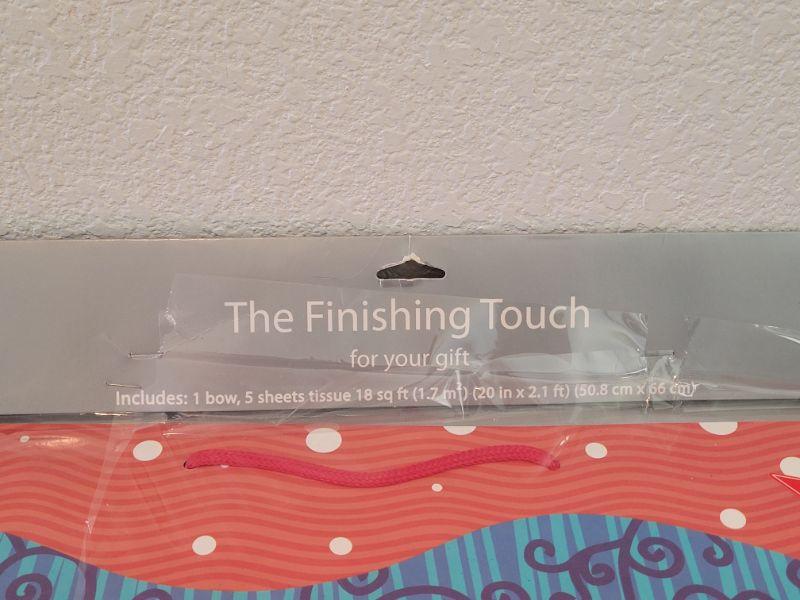 The Finishing Touch
for your gift
Includes: 1 bow, 5 sheets tissue 18 sq ft (1.7 m²) (20 in x 2.1 ft) (50.8 cm x 66 cm)